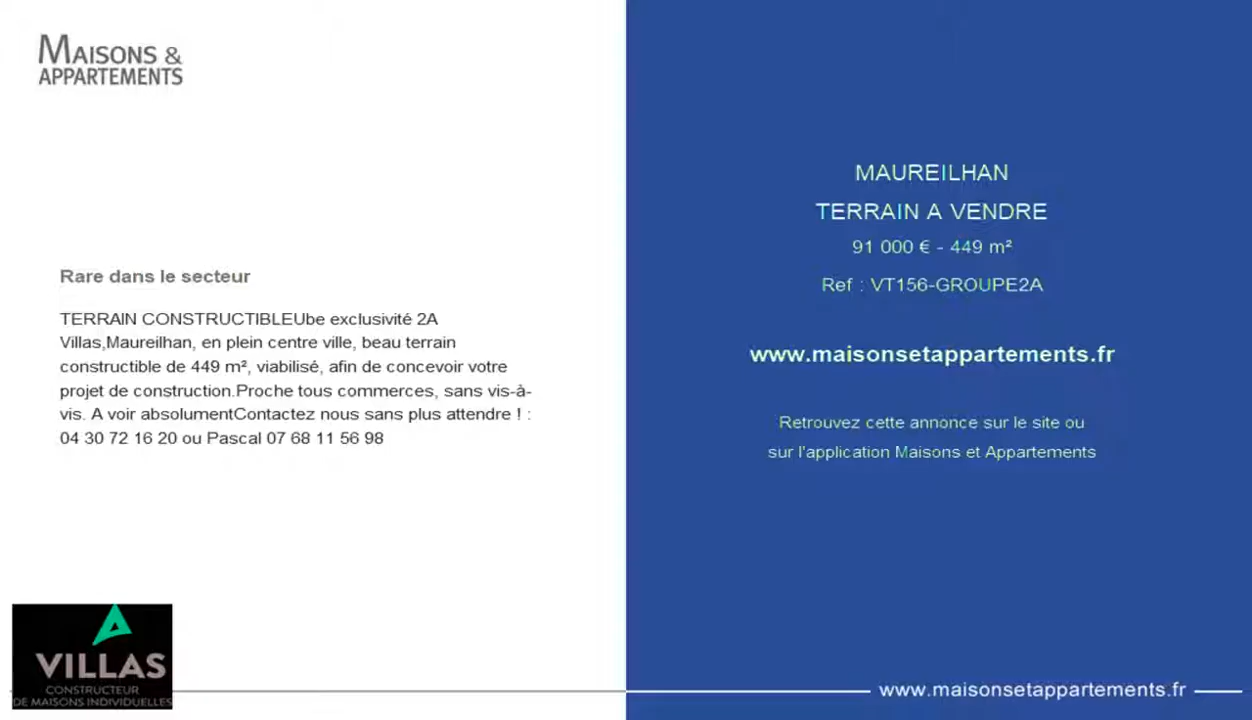 MAISONS &
APPARTEMENTS
Rare dans le secteur
TERRAIN CONSTRUCTIBLEUbe exclusivité 2A
Villas,Maureilhan, en plein centre ville, beau terrain
constructible de 449 m², viabilisé, afin de concevoir votre
projet de construction.Proche tous commerces, sans vis-à-
vis. A voir absolumentContactez nous sans plus attendre ! :
04 30 72 16 20 ou Pascal 07 68 11 56 98
VILLAS
CONSTRUCTEUR
DE MAISONS INDIVIDUELLES
MAUREILHAN
TERRAIN A VENDRE
91 000 € - 449 m²
Ref : VT156-GROUPE2A
www.maisonsetappartements.fr
Retrouvez cette annonce sur le site ou
sur l'application Maisons et Appartements
www.maisonsetappartements.fr